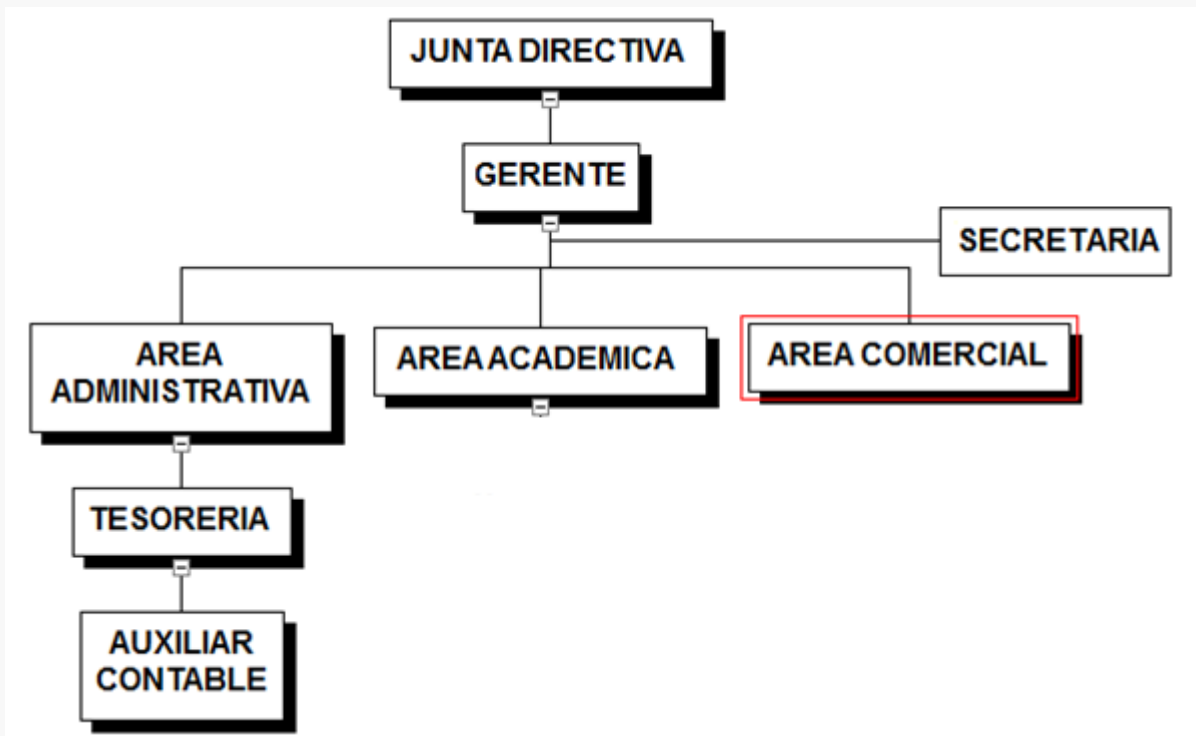 JUNTA DIRECTIVA
GERENTE
SECRETARIA
AREA
ADMINISTRATIVA
AREA ACADEMICA
AREA COMERCIAL
TESORERIA
AUXILIAR
CONTABLE